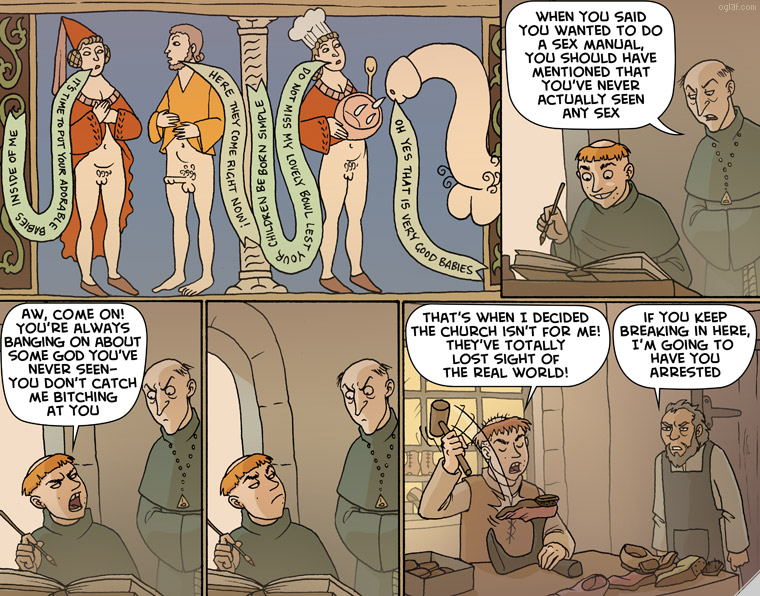 oglaf.com
IT'S TIME TO PUT YOUR ADORABLE
BABIES INSIDE OF ME
HERE THEY COME RIGHT NOW!
DO NOT MISS MY LOVELY BOWL LEST YOUR
CHILDREN BE BORN SIMPLE
OH YES THAT IS VERY GOOD BABIES
WHEN YOU SAID
YOU WANTED TO DO
A SEX MANUAL,
YOU SHOULD HAVE
MENTIONED THAT
YOU'VE NEVER
ACTUALLY SEEN
ANY SEX
AW, COME ON!
YOU'RE ALWAYS
BANGING ON ABOUT
SOME GOD YOU'VE
NEVER SEEN–
YOU DON'T CATCH
ME BITCHING
AT YOU
THAT'S WHEN I DECIDED
THE CHURCH ISN'T FOR ME!
THEY'VE TOTALLY
LOST SIGHT OF
THE REAL WORLD!
IF YOU KEEP
BREAKING IN HERE,
I'M GOING TO
HAVE YOU
ARRESTED